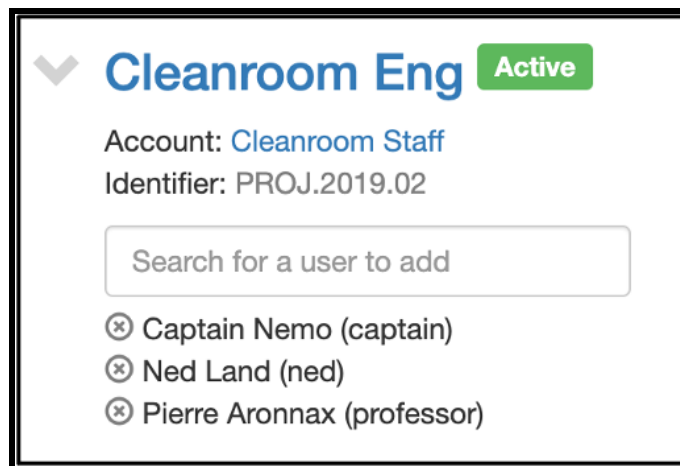 Cleanroom Eng Active
Account: Cleanroom Staff
Identifier: PROJ.2019.02
Search for a user to add
Captain Nemo (captain)
Ned Land (ned)
Pierre Aronnax (professor)